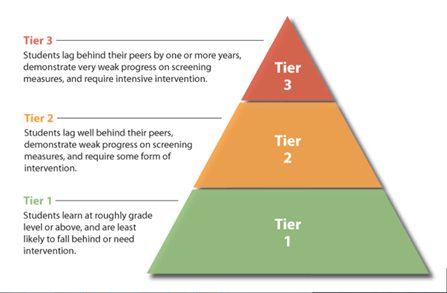 Tier 3
Students lag behind their peers by one or more years,
demonstrate very weak progress on screening
measures, and require intensive intervention.
Tier
3
Tier 2
Students lag well behind their peers,
demonstrate weak progress on screening
measures, and require some form of
intervention.
Tier
2
Tier 1
Students learn at roughly grade
level or above, and are least
likely to fall behind or need
intervention.
Tier
1